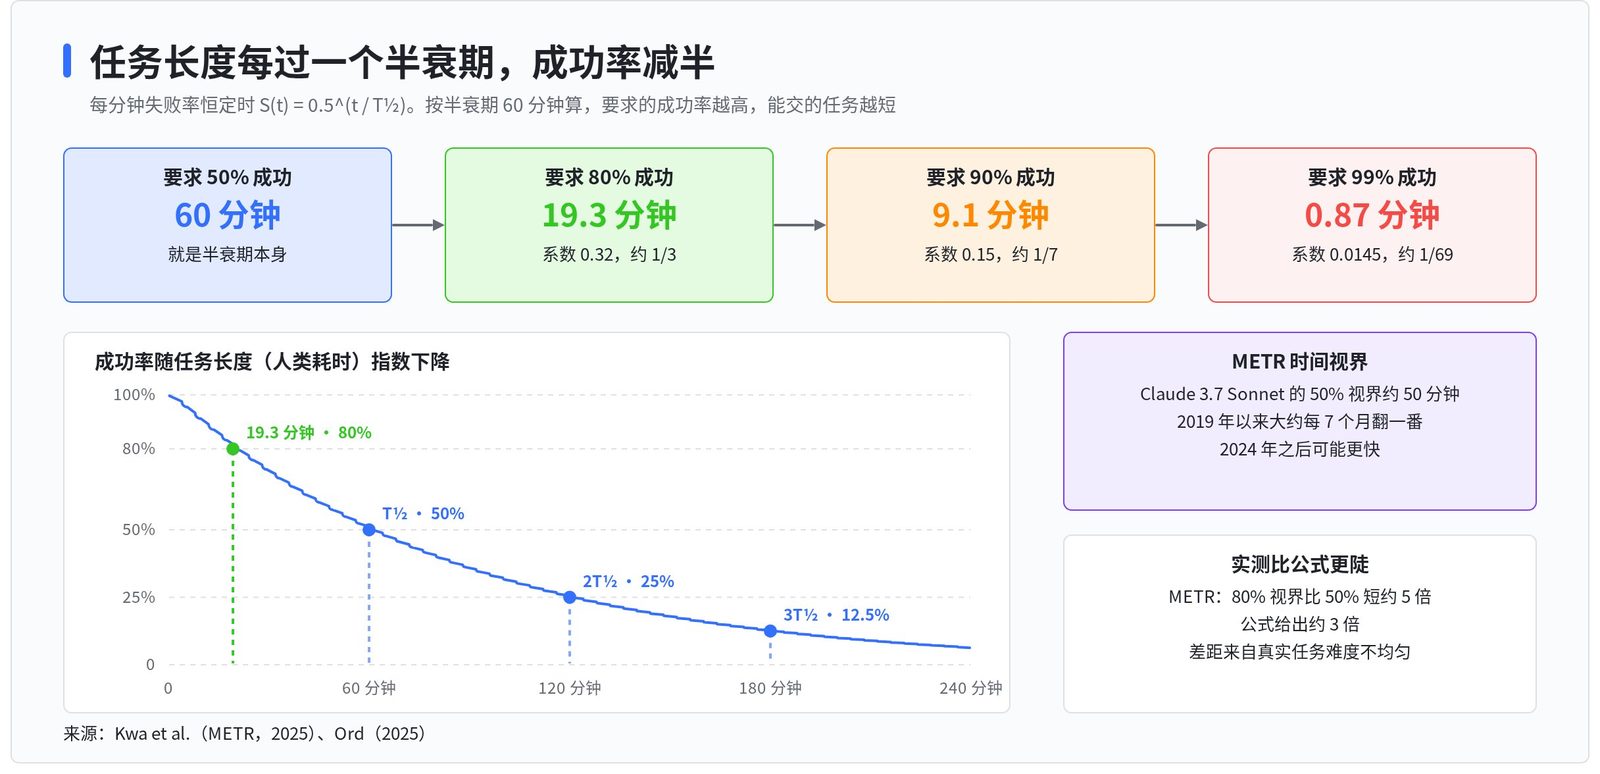 任务长度每过一个半衰期，成功率减半
每分钟失败率恒定时 S(t) = 0.5^(t / T½)。按半衰期 60 分钟算，要求的成功率越高，能交的任务越短
要求 50% 成功
60 分钟
就是半衰期本身
要求 80% 成功
19.3 分钟
系数 0.32，约 1/3
要求 90% 成功
9.1 分钟
系数 0.15，约 1/7
要求 99% 成功
0.87 分钟
系数 0.0145，约 1/69
成功率随任务长度（人类耗时）指数下降
100%
80%
50%
25%
0
19.3 分钟 · 80%
T½ · 50%
2T½ · 25%
3T½ · 12.5%
0
60 分钟
120 分钟
180 分钟
240 分钟
METR 时间视界
Claude 3.7 Sonnet 的 50% 视界约 50 分钟
2019 年以来大约每 7 个月翻一番
2024 年之后可能更快
实测比公式更陡
METR：80% 视界比 50% 短约 5 倍
公式给出约 3 倍
差距来自真实任务难度不均匀
来源：Kwa et al.（METR，2025）、Ord（2025）